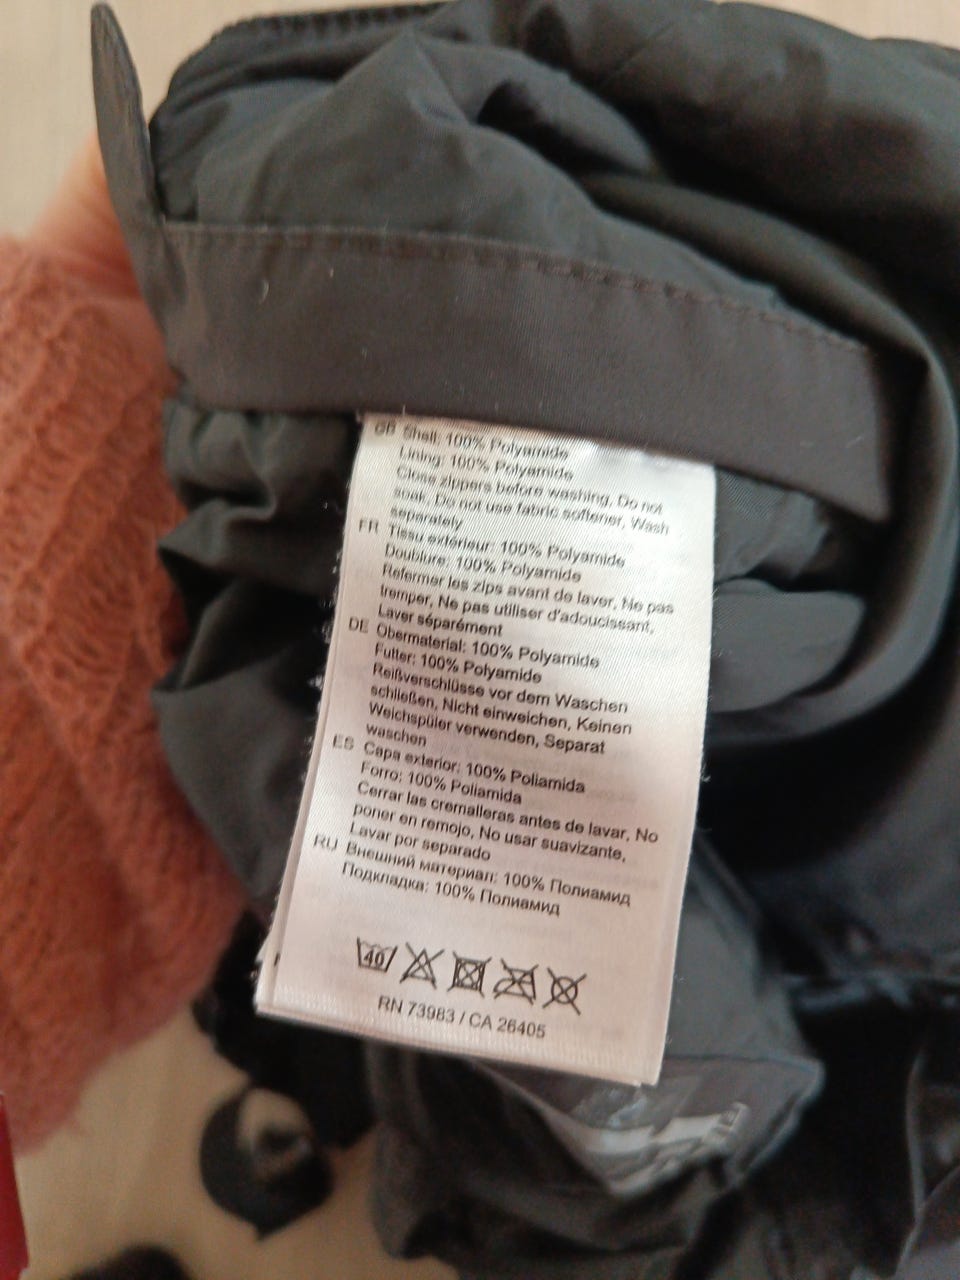 GB Shell: 100% Polyamide
Lining: 100% Polyamide
Close zippers before washing. Do not
soak. Do not use fabric softener, Wash
separately
FR Tissu extérieur: 100% Polyamide
Doublure: 100% Polyamide
Refermer les zips avant de laver, Ne pas
tremper, Ne pas utiliser d'adoucissant,
Laver séparément
DE Obermaterial: 100% Polyamide
Futter: 100% Polyamide
Reißverschlüsse vor dem Waschen
schließen, Nicht einweichen, Keinen
Weichspüler verwenden, Separat
waschen
ES Capa exterior: 100% Poliamida
Forro: 100% Poliamida
Cerrar las cremalleras antes de lavar, No
poner en remojo, No usar suavizante,
Lavar por separado
RU Внешний материал: 100% Полиамид
Подкладка: 100% Полиамид
40
RN 73983 / CA 26405